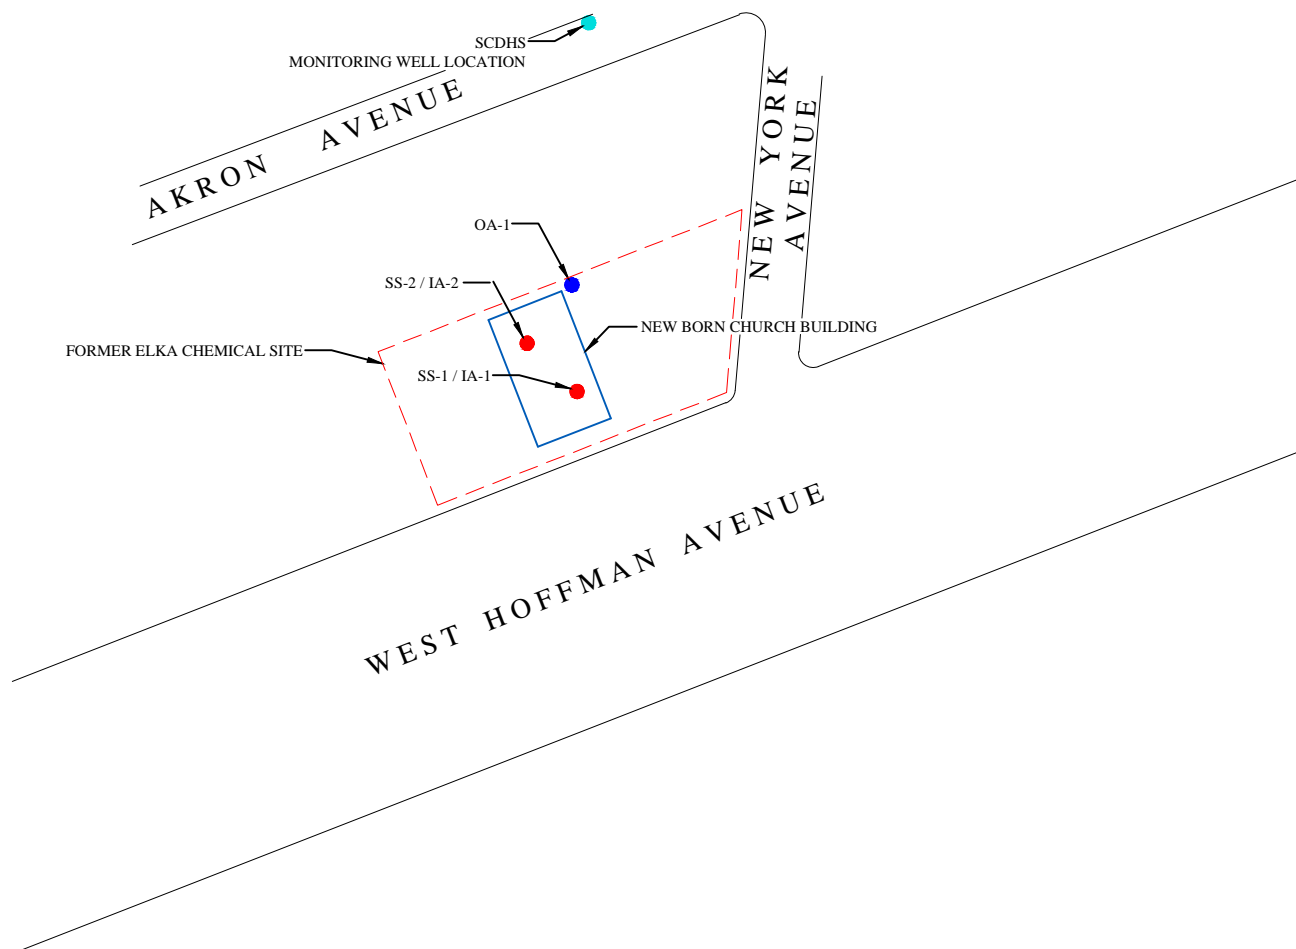 SCDHS
MONITORING WELL LOCATION
AKRON AVENUE
NEW YORK
AVENUE
OA-1
SS-2 / IA-2
NEW BORN CHURCH BUILDING
FORMER ELKA CHEMICAL SITE
SS-1 / IA-1
WEST HOFFMAN AVENUE